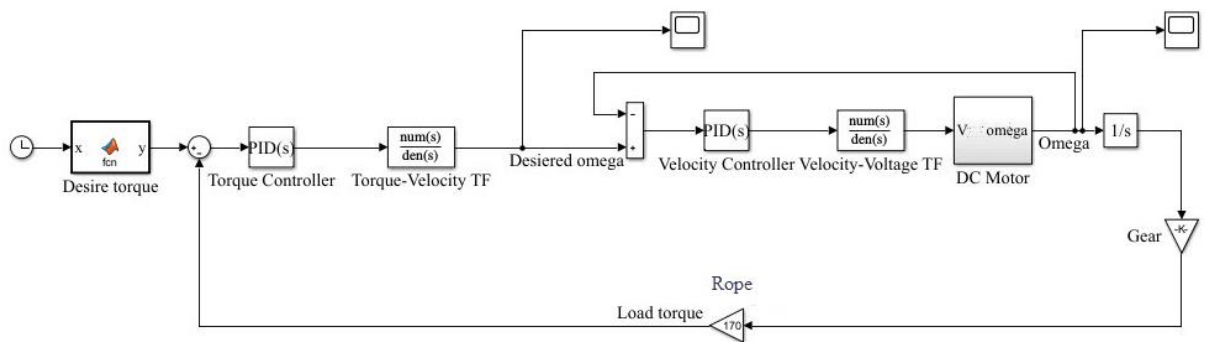 x
fcn
y
Desire torque
+
-
PID(s)
Torque Controller
num(s)
den(s)
Torque-Velocity TF
Desiered omega
-
+
PID(s)
Velocity Controller
num(s)
den(s)
Velocity-Voltage TF
V
omega
DC Motor
Omega
1/s
Gear
-K-
Rope
Load torque
170